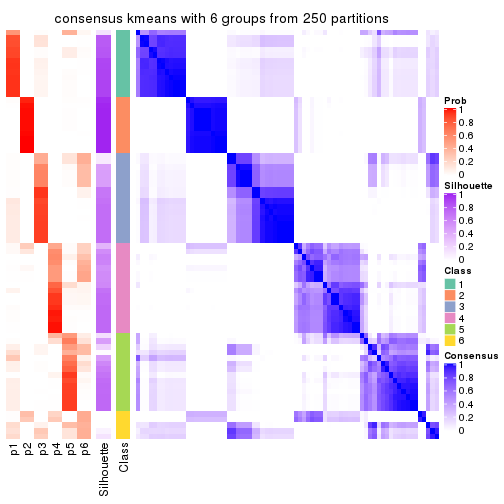 consensus kmeans with 6 groups from 250 partitions
Prob
1
0.8
0.6
0.4
0.2
0
Silhouette
1
0.8
0.6
0.4
0.2
0
Class
1
2
3
4
5
6
Consensus
1
0.8
0.6
0.4
0.2
0
p1
p2
p3
p4
p5
p6
Silhouette
Class